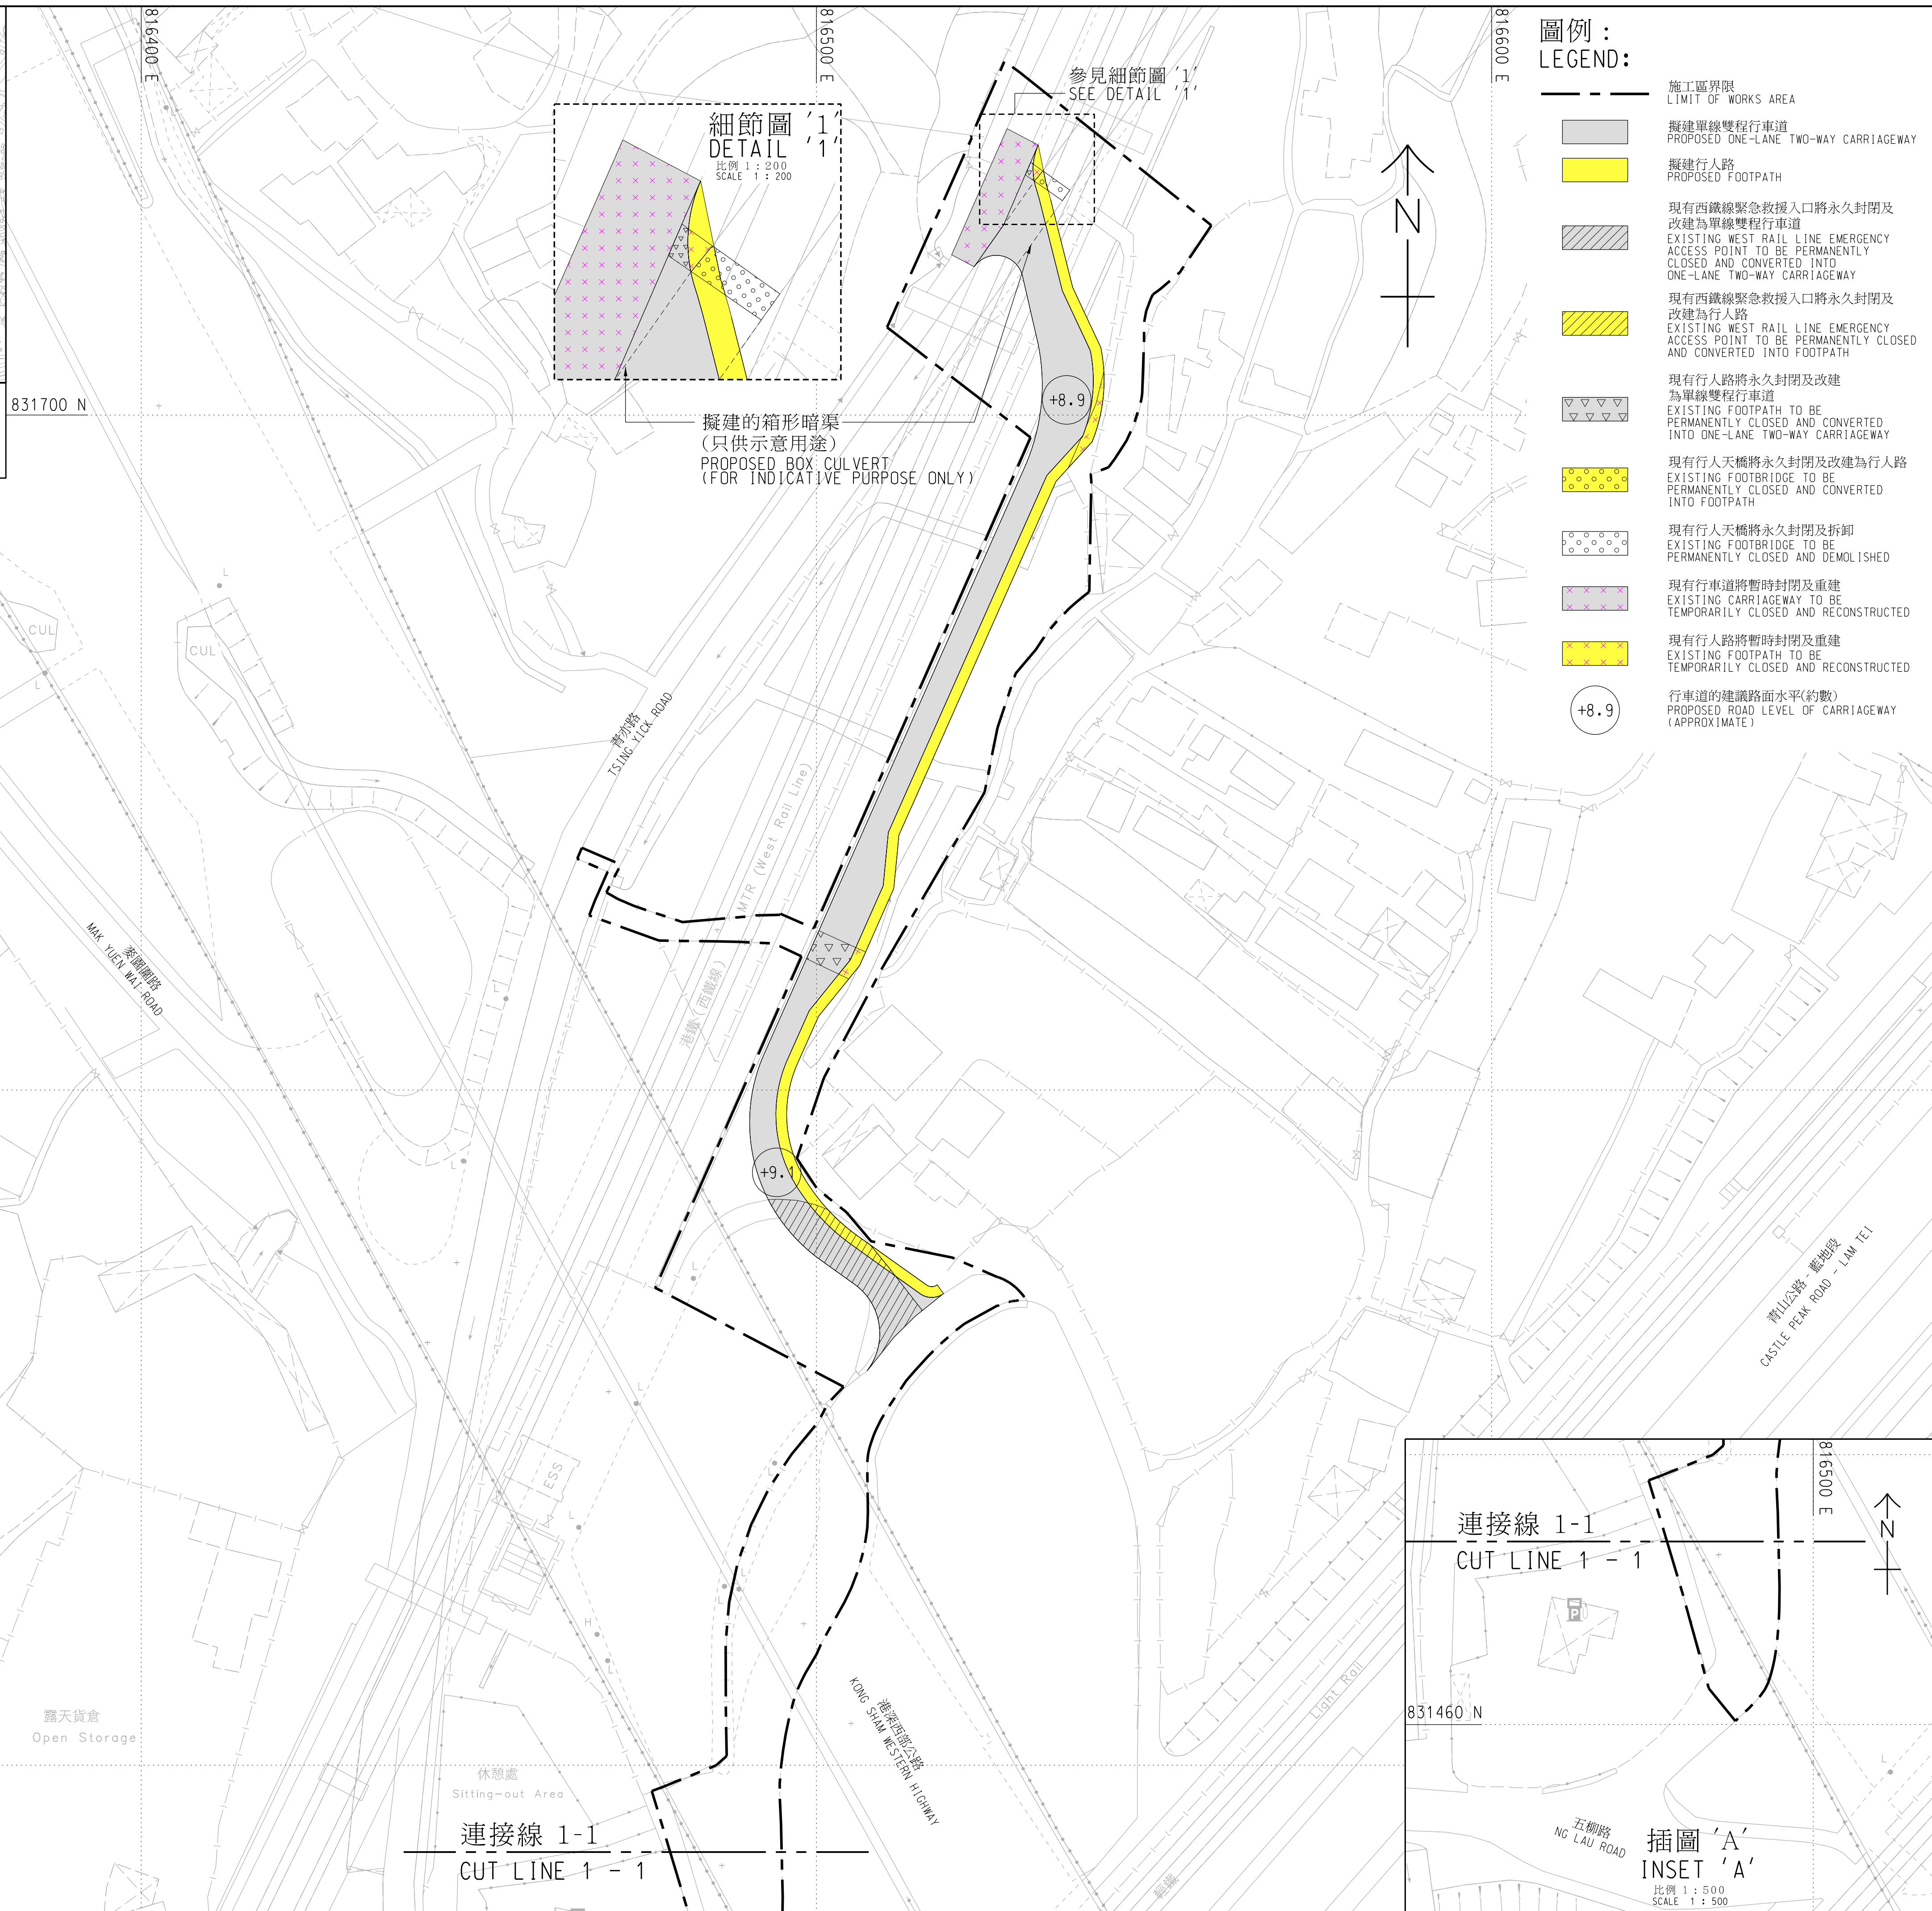 816400 E
816500 E
816600 E
圖例 :
LEGEND:
施工區界限
LIMIT OF WORKS AREA
擬建單線雙程行車道
PROPOSED ONE-LANE TWO-WAY CARRIAGEWAY
擬建行人路
PROPOSED FOOTPATH
現有西鐵線緊急救援入口將永久封閉及
改建為單線雙程行車道
EXISTING WEST RAIL LINE EMERGENCY
ACCESS POINT TO BE PERMANENTLY
CLOSED AND CONVERTED INTO
ONE-LANE TWO-WAY CARRIAGEWAY
現有西鐵線緊急救援入口將永久封閉及
改建為行人路
EXISTING WEST RAIL LINE EMERGENCY
ACCESS POINT TO BE PERMANENTLY CLOSED
AND CONVERTED INTO FOOTPATH
現有行人路將永久封閉及改建
為單線雙程行車道
EXISTING FOOTPATH TO BE
PERMANENTLY CLOSED AND CONVERTED
INTO ONE-LANE TWO-WAY CARRIAGEWAY
現有行人天橋將永久封閉及改建為行人路
EXISTING FOOTBRIDGE TO BE
PERMANENTLY CLOSED AND CONVERTED
INTO FOOTPATH
現有行人天橋將永久封閉及拆卸
EXISTING FOOTBRIDGE TO BE
PERMANENTLY CLOSED AND DEMOLISHED
現有行車道將暫時封閉及重建
EXISTING CARRIAGEWAY TO BE
TEMPORARILY CLOSED AND RECONSTRUCTED
現有行人路將暫時封閉及重建
EXISTING FOOTPATH TO BE
TEMPORARILY CLOSED AND RECONSTRUCTED
+8.9
行車道的建議路面水平(約數)
PROPOSED ROAD LEVEL OF CARRIAGEWAY
(APPROXIMATE)
參見細節圖 '1'
SEE DETAIL '1'
細節圖 '1'
DETAIL '1'
比例 1 : 200
SCALE 1 : 200
N
831700 N
+8.9
擬建的箱形暗渠
(只供示意用途)
PROPOSED BOX CULVERT
(FOR INDICATIVE PURPOSE ONLY)
L
CUL
CUL
L
青亦路
TSING YICK ROAD
港鐵 (西鐵線)
MTR (West Rail Line)
麥園圍路
MAK YUEN WAI ROAD
L
L
+9.1
L
L
青山公路 - 藍地段
CASTLE PEAK ROAD - LAM TEI
ESS
L
L
L
L
H
L
港深西部公路
KONG SHAM WESTERN HIGHWAY
輕鐵
Light Rail
露天貨倉
Open Storage
休憩處
Sitting-out Area
連接線 1-1
CUT LINE 1 - 1
816500 E
N
連接線 1-1
CUT LINE 1 - 1
P
831460 N
L
五柳路
NG LAU ROAD
插圖 'A'
INSET 'A'
比例 1 : 500
SCALE 1 : 500